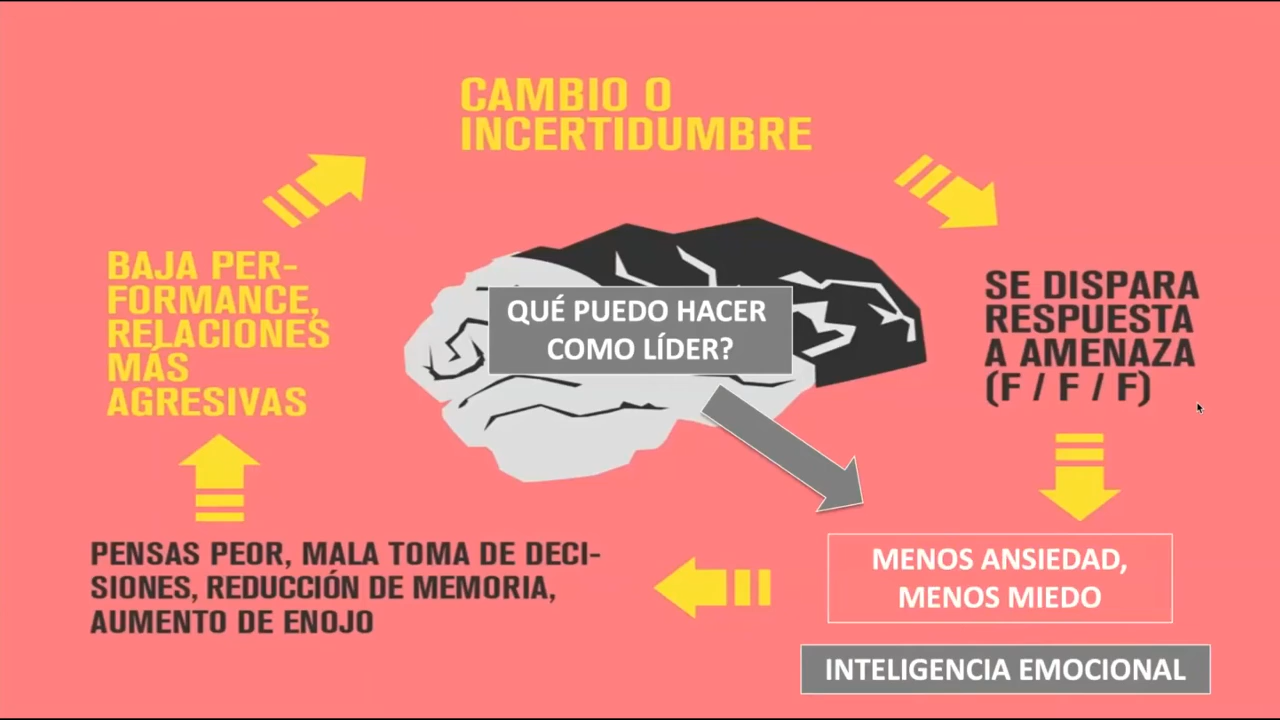 CAMBIO O
INCERTIDUMBRE
SE DISPARA
RESPUESTA
A AMENAZA
(F / F / F)
QUÉ PUEDO HACER
COMO LÍDER?
MENOS ANSIEDAD,
MENOS MIEDO
INTELIGENCIA EMOCIONAL
PENSAS PEOR, MALA TOMA DE DECI-
SIONES, REDUCCIÓN DE MEMORIA,
AUMENTO DE ENOJO
BAJA PER-
FORMANCE,
RELACIONES
MÁS
AGRESIVAS